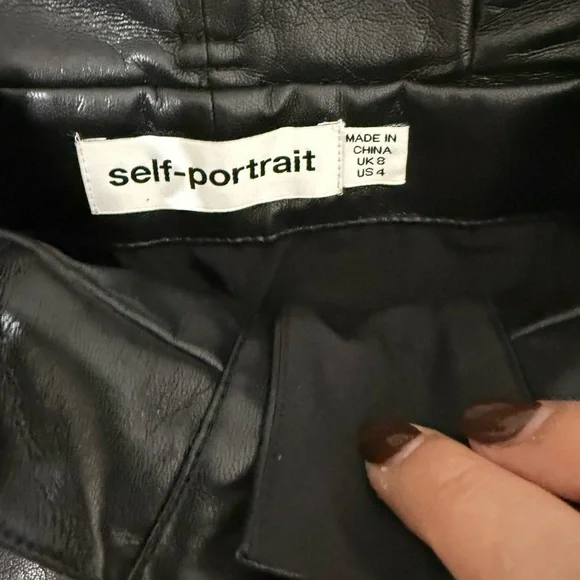 self-portrait
MADE IN
CHINA
UK 8
US 4